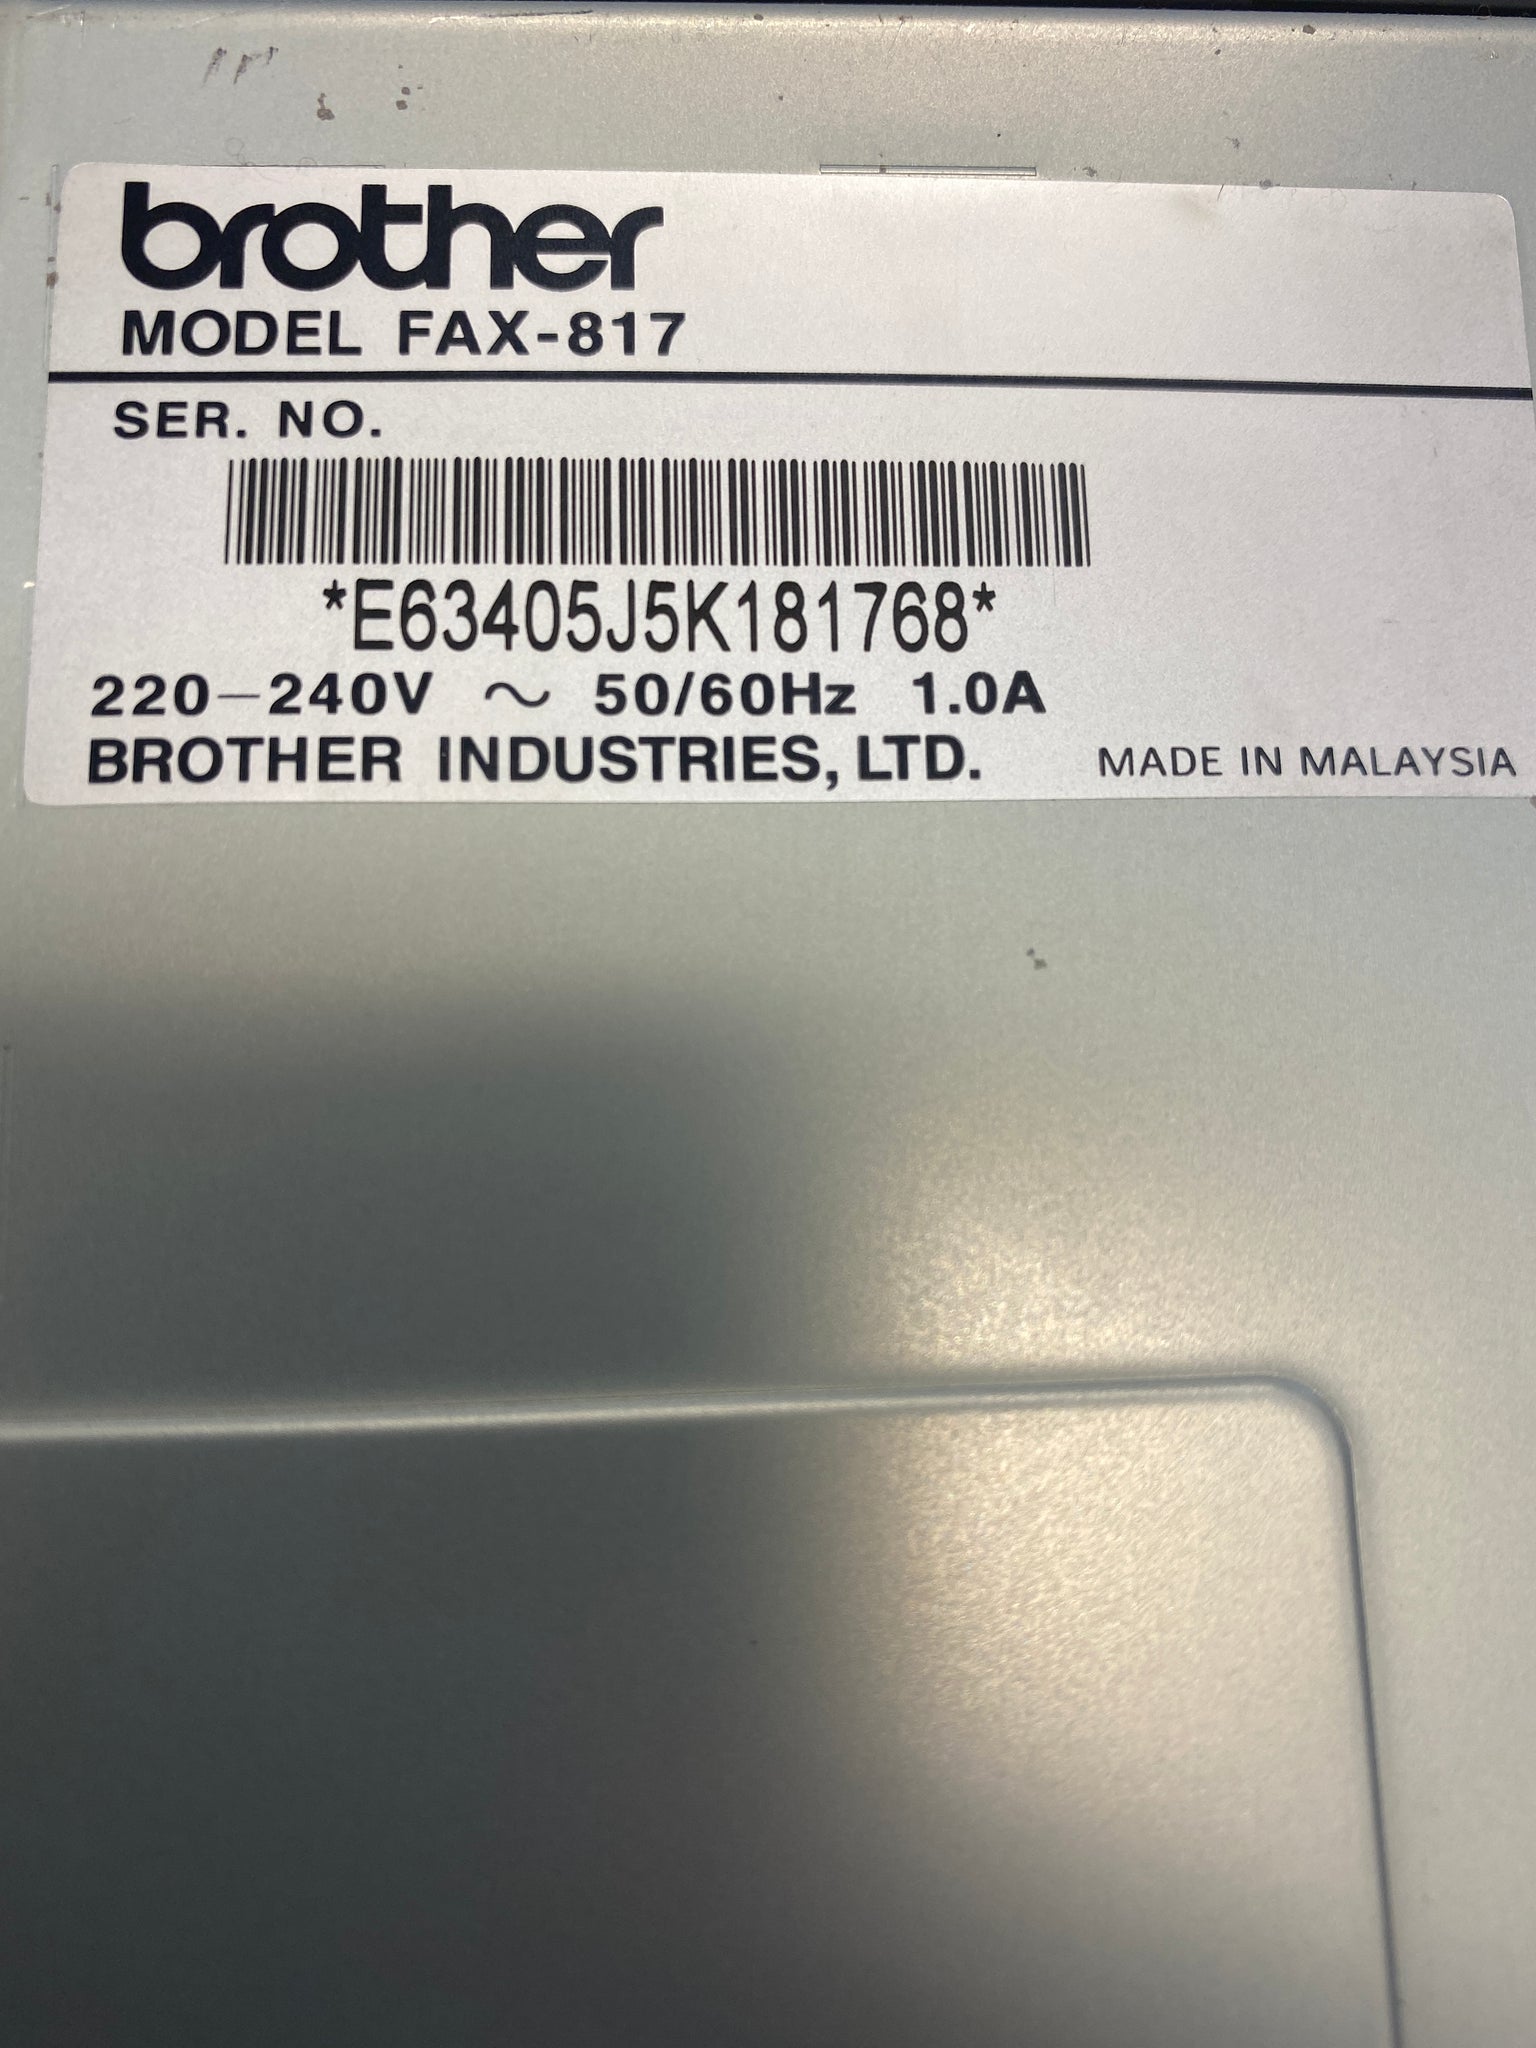 brother
MODEL FAX-817
SER. NO.
*E63405J5K181768*
220-240V ~ 50/60Hz 1.0A
BROTHER INDUSTRIES, LTD. MADE IN MALAYSIA